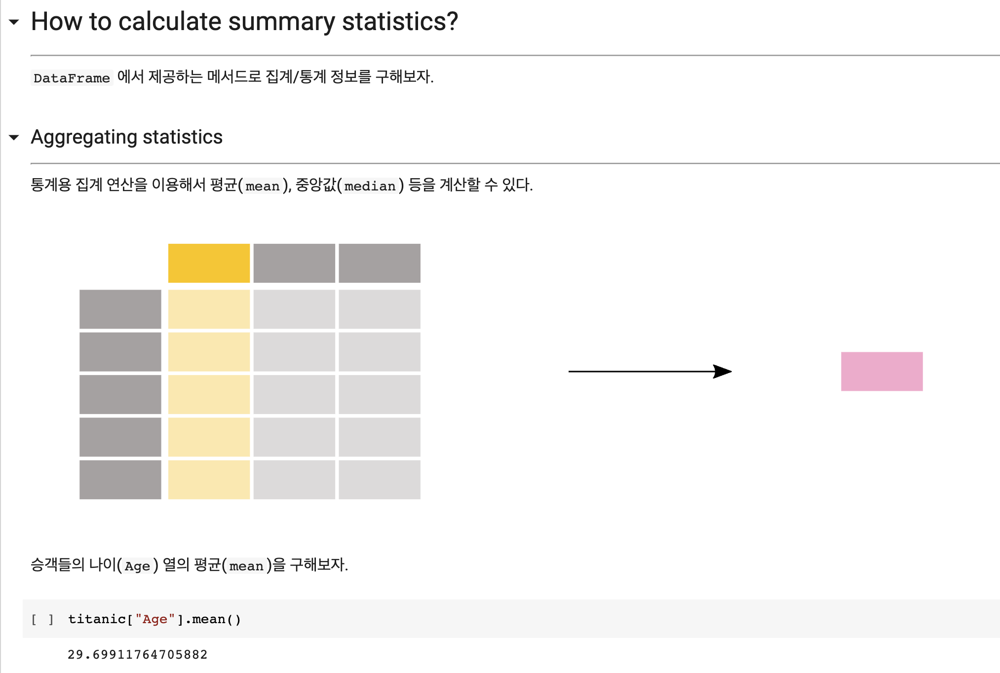 How to calculate summary statistics?
DataFrame 에서 제공하는 메서드로 집계/통계 정보를 구해보자.
Aggregating statistics
통계용 집계 연산을 이용해서 평균(mean), 중앙값(median) 등을 계산할 수 있다.
승객들의 나이(Age) 열의 평균(mean)을 구해보자.
[ ] titanic["Age"].mean()
29.69911764705882